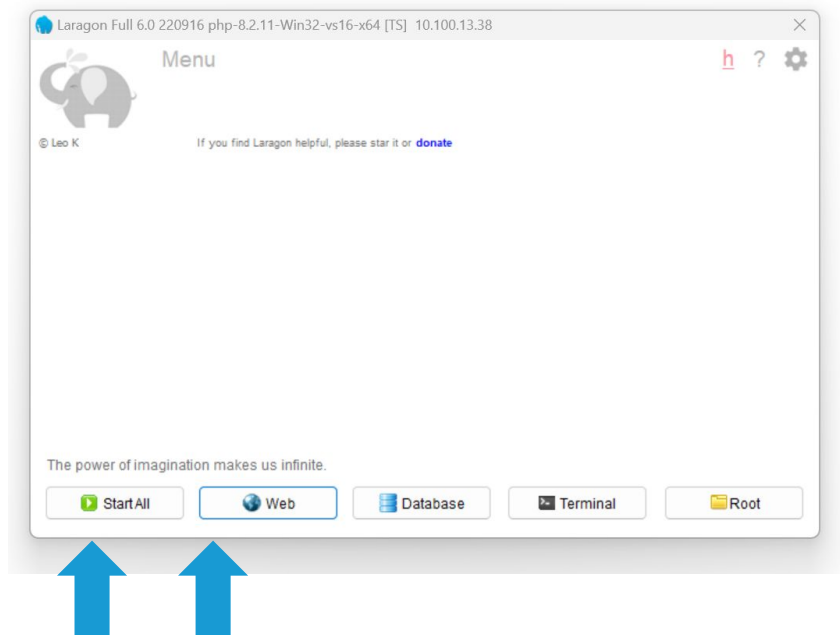 Laragon Full 6.0 220916 php-8.2.11-Win32-vs16-x64 [TS] 10.100.13.38
Menu
h ?
© Leo K
If you find Laragon helpful, please star it or donate
The power of imagination makes us infinite.
Start All
Web
Database
Terminal
Root